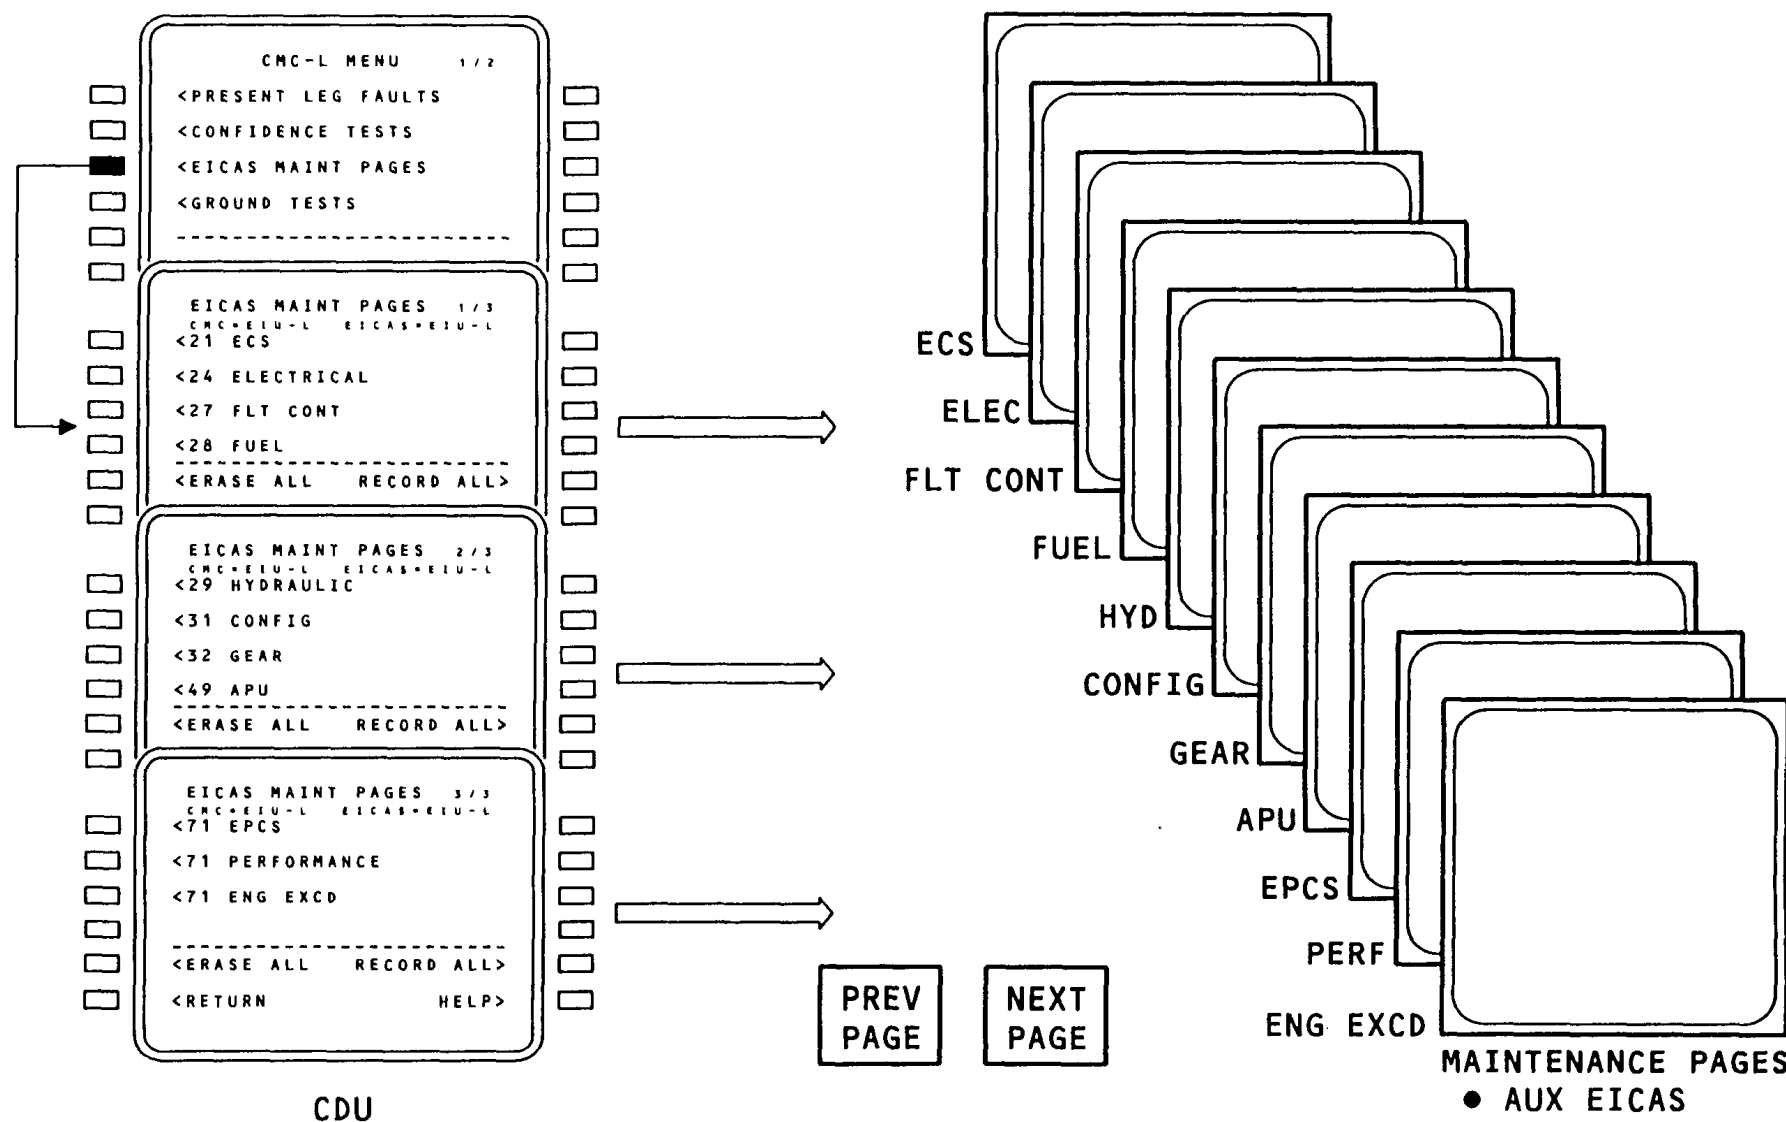 CMC-L MENU 1/2
<PRESENT LEG FAULTS
<CONFIDENCE TESTS
<EICAS MAINT PAGES
<GROUND TESTS
EICAS MAINT PAGES 1/3
CMC=EIU-L EICAS=EIU-L
<21 ECS
<24 ELECTRICAL
<27 FLT CONT
<28 FUEL
<ERASE ALL RECORD ALL>
EICAS MAINT PAGES 2/3
CMC=EIU-L EICAS=EIU-L
<29 HYDRAULIC
<31 CONFIG
<32 GEAR
<49 APU
<ERASE ALL RECORD ALL>
EICAS MAINT PAGES 3/3
CMC=EIU-L EICAS=EIU-L
<71 EPCS
<71 PERFORMANCE
<71 ENG EXCD
<ERASE ALL RECORD ALL>
<RETURN HELP>
CDU
PREV
PAGE
NEXT
PAGE
ECS
ELEC
FLT CONT
FUEL
HYD
CONFIG
GEAR
APU
EPCS
PERF
ENG EXCD
MAINTENANCE PAGES
● AUX EICAS